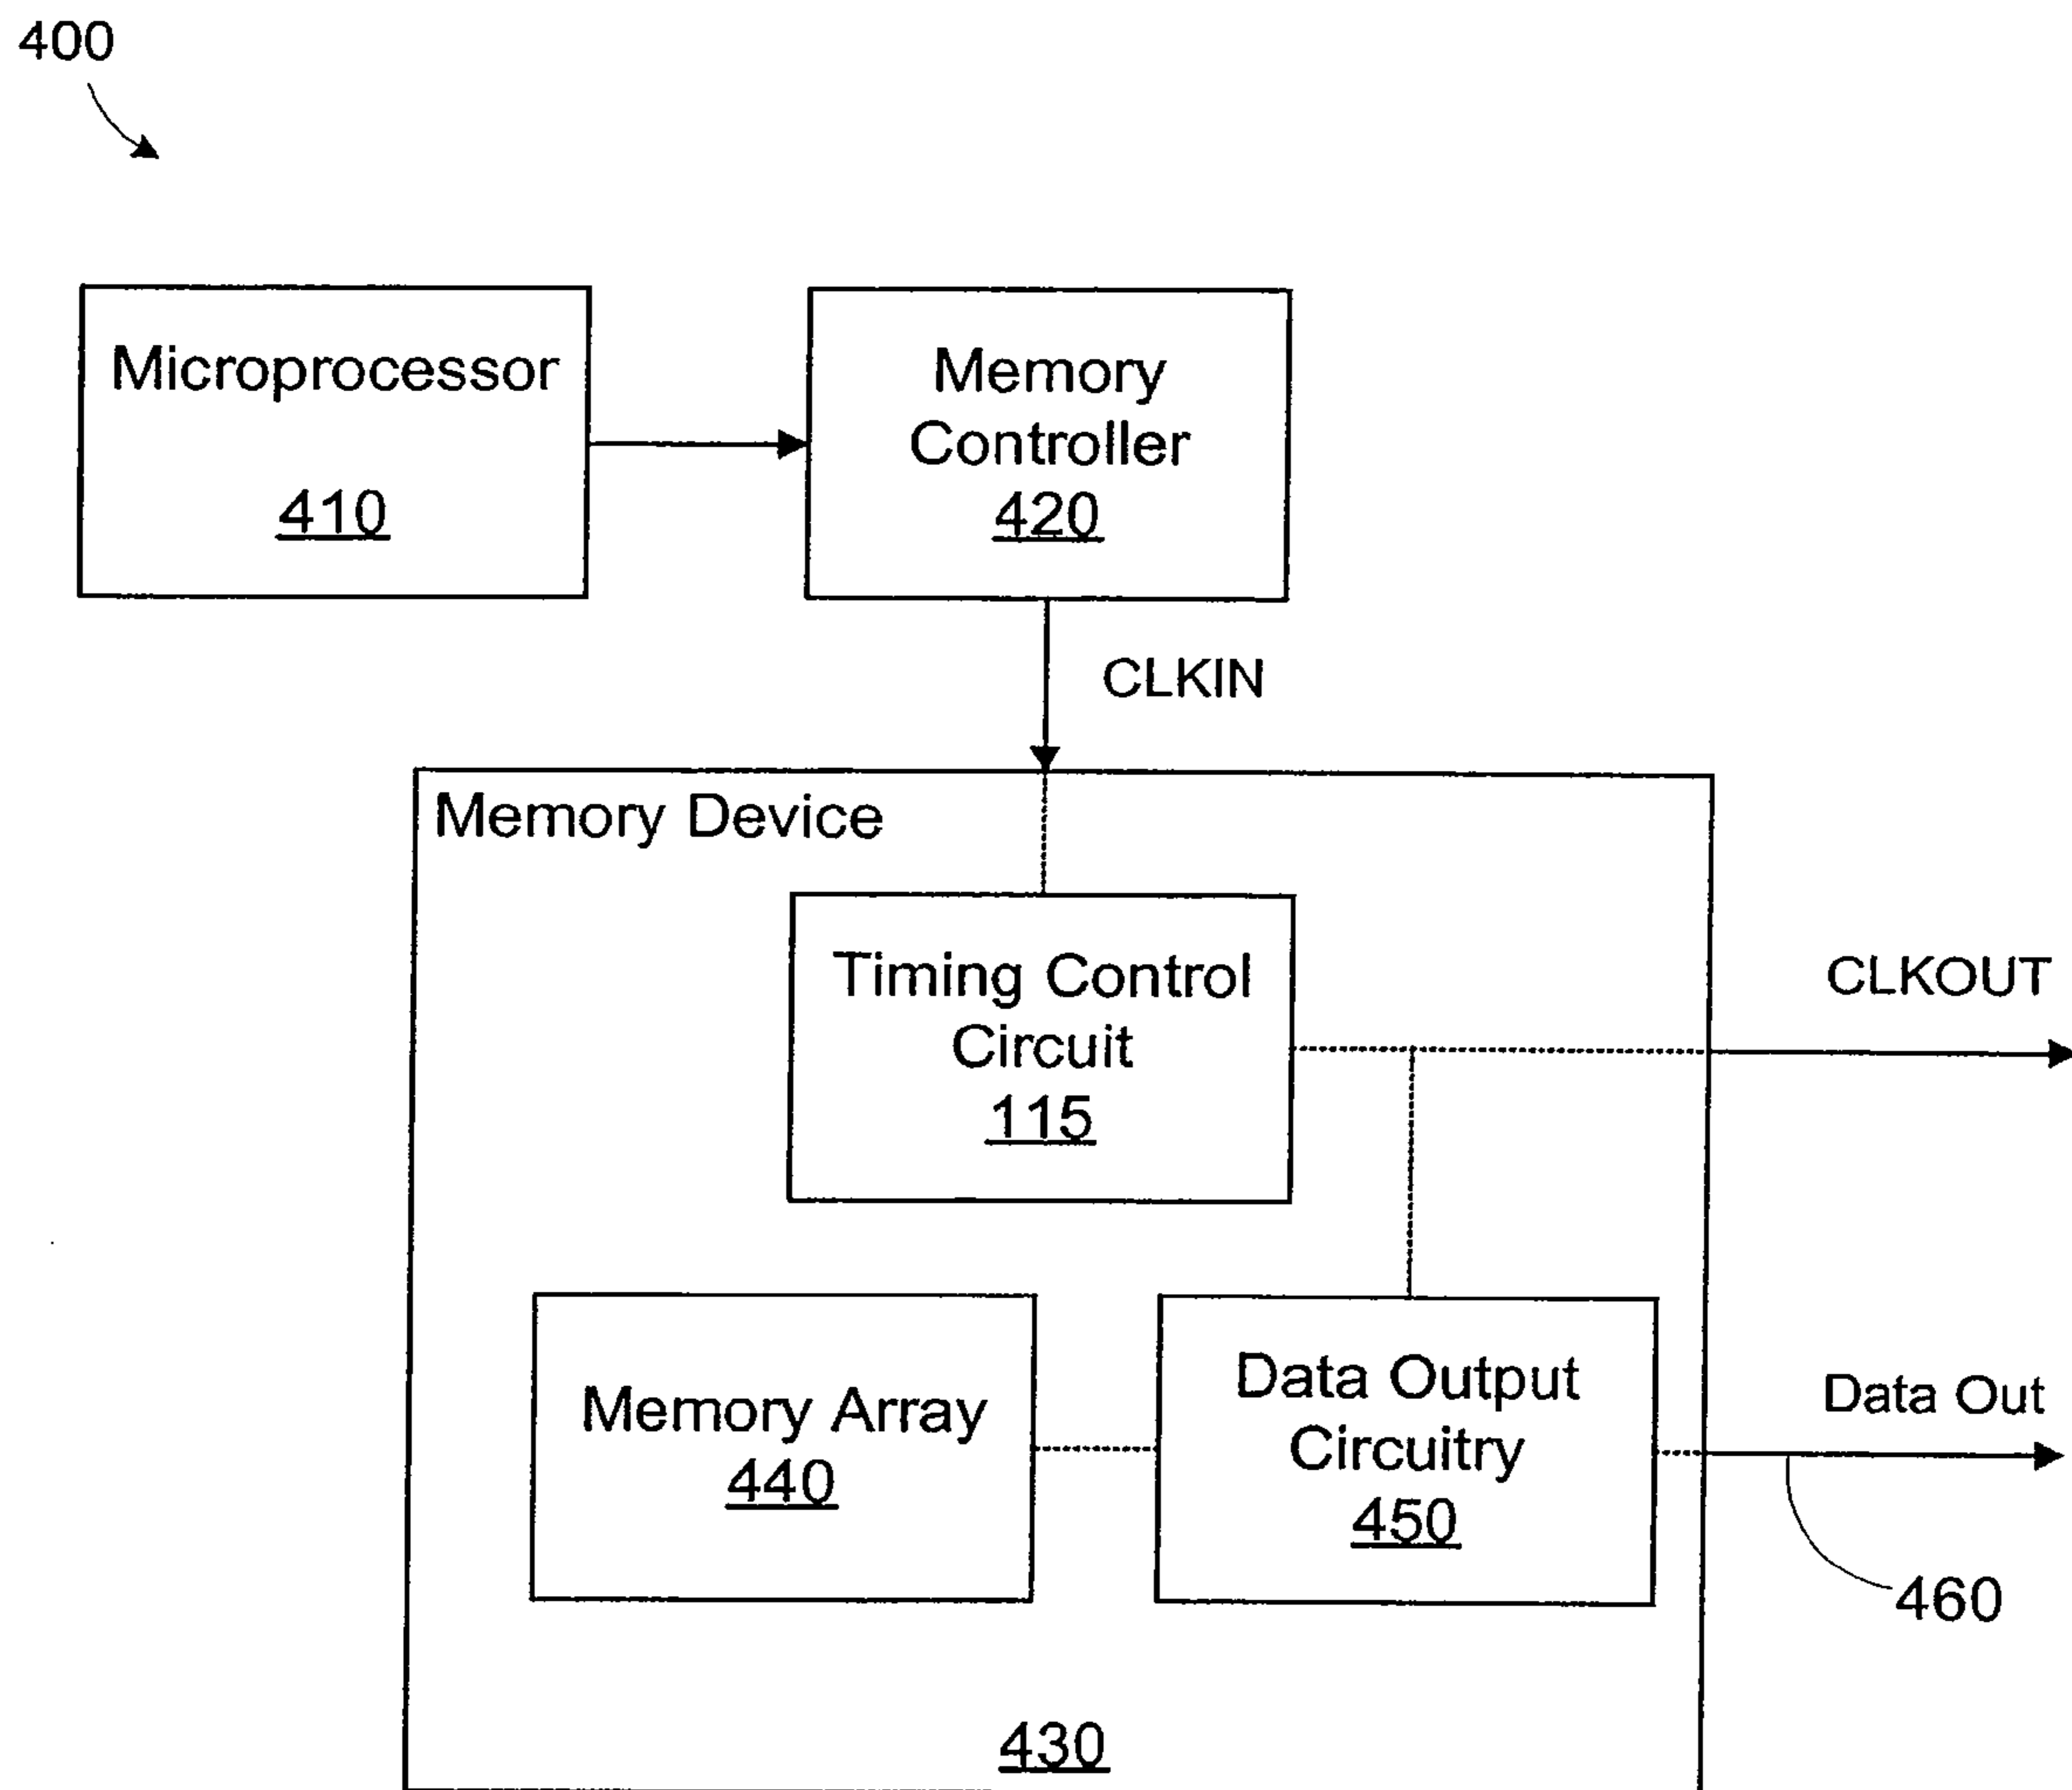 400
Microprocessor
410
Memory
Controller
420
CLKIN
Memory Device
Timing Control
Circuit
115
CLKOUT
Memory Array
440
Data Output
Circuitry
450
Data Out
460
430